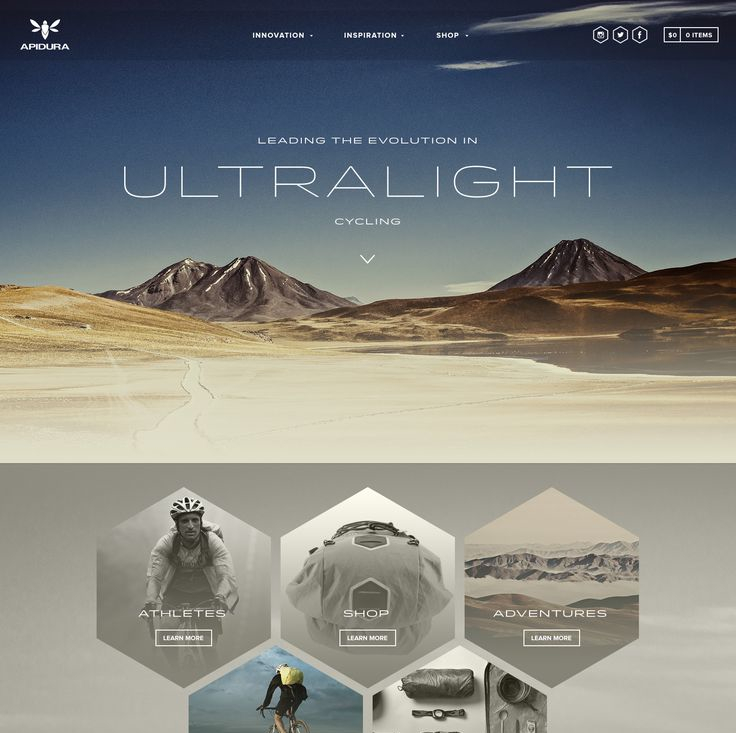 APIDURA
INNOVATION
INSPIRATION
SHOP
$0
0 ITEMS
LEADING THE EVOLUTION IN
ULTRALIGHT
CYCLING
ATHLETES
LEARN MORE
SHOP
LEARN MORE
ADVENTURES
LEARN MORE